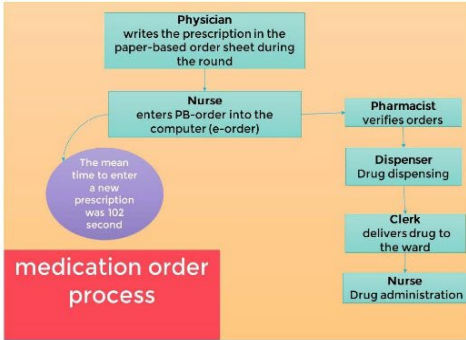 Physician
writes the prescription in the
paper-based order sheet during
the round
Nurse
enters PB-order into the
computer (e-order)
The mean
time to enter
a new
prescription
was 102
second
Pharmacist
verifies orders
Dispenser
Drug dispensing
Clerk
delivers drug to
the ward
Nurse
Drug administration
medication order
process